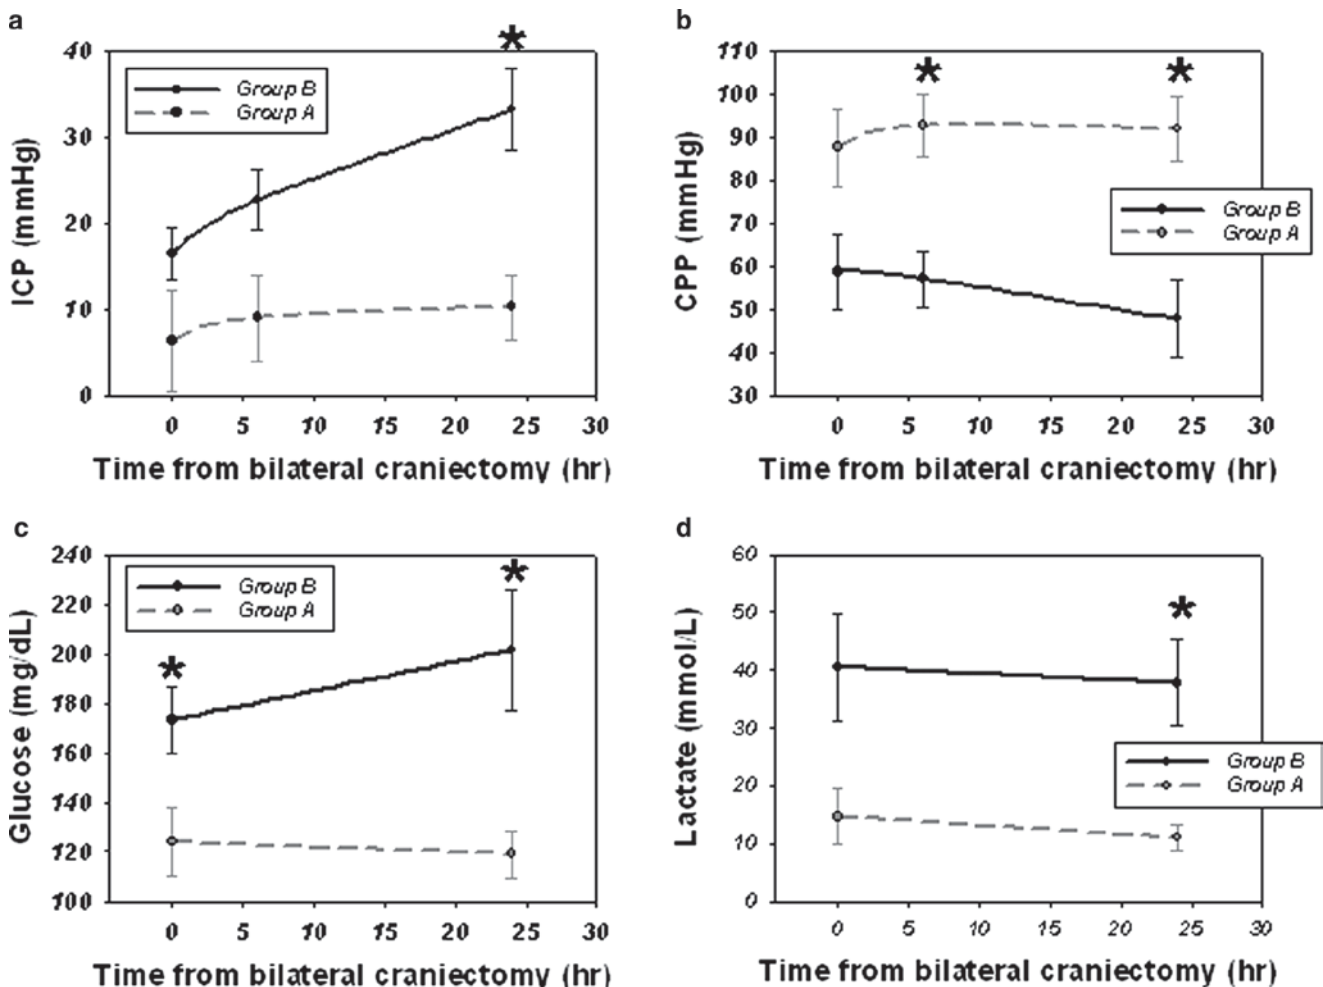 a
40
30
20
10
0
ICP (mmHg)
Group B
Group A
*
0 5 10 15 20 25 30
Time from bilateral craniectomy (hr)
b
110
100
90
80
70
60
50
40
30
CPP (mmHg)
* *
Group B
Group A
0 5 10 15 20 25 30
Time from bilateral craniectomy (hr)
c
240
220
200
180
160
140
120
100
Glucose (mg/dL)
Group B
Group A
* *
0 5 10 15 20 25 30
Time from bilateral craniectomy (hr)
d
60
50
40
30
20
10
0
Lactate (mmol/L)
*
Group B
Group A
0 5 10 15 20 25 30
Time from bilateral craniectomy (hr)